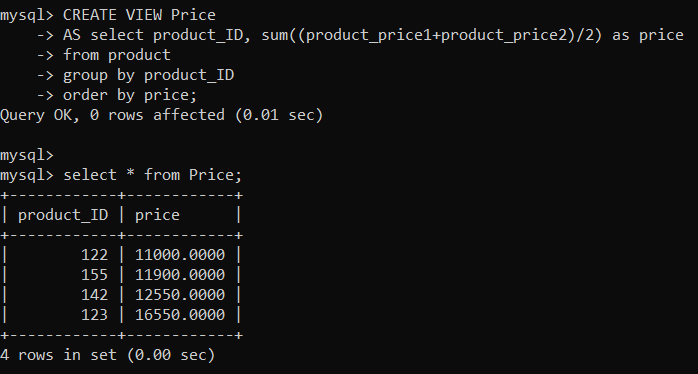 mysql> CREATE VIEW Price
    -> AS select product_ID, sum((product_price1+product_price2)/2) as price
    -> from product
    -> group by product_ID
    -> order by price;
Query OK, 0 rows affected (0.01 sec)

mysql>
mysql> select * from Price;
+------------+------------+
| product_ID | price      |
+------------+------------+
|        122 | 11000.0000 |
|        155 | 11900.0000 |
|        142 | 12550.0000 |
|        123 | 16550.0000 |
+------------+------------+
4 rows in set (0.00 sec)